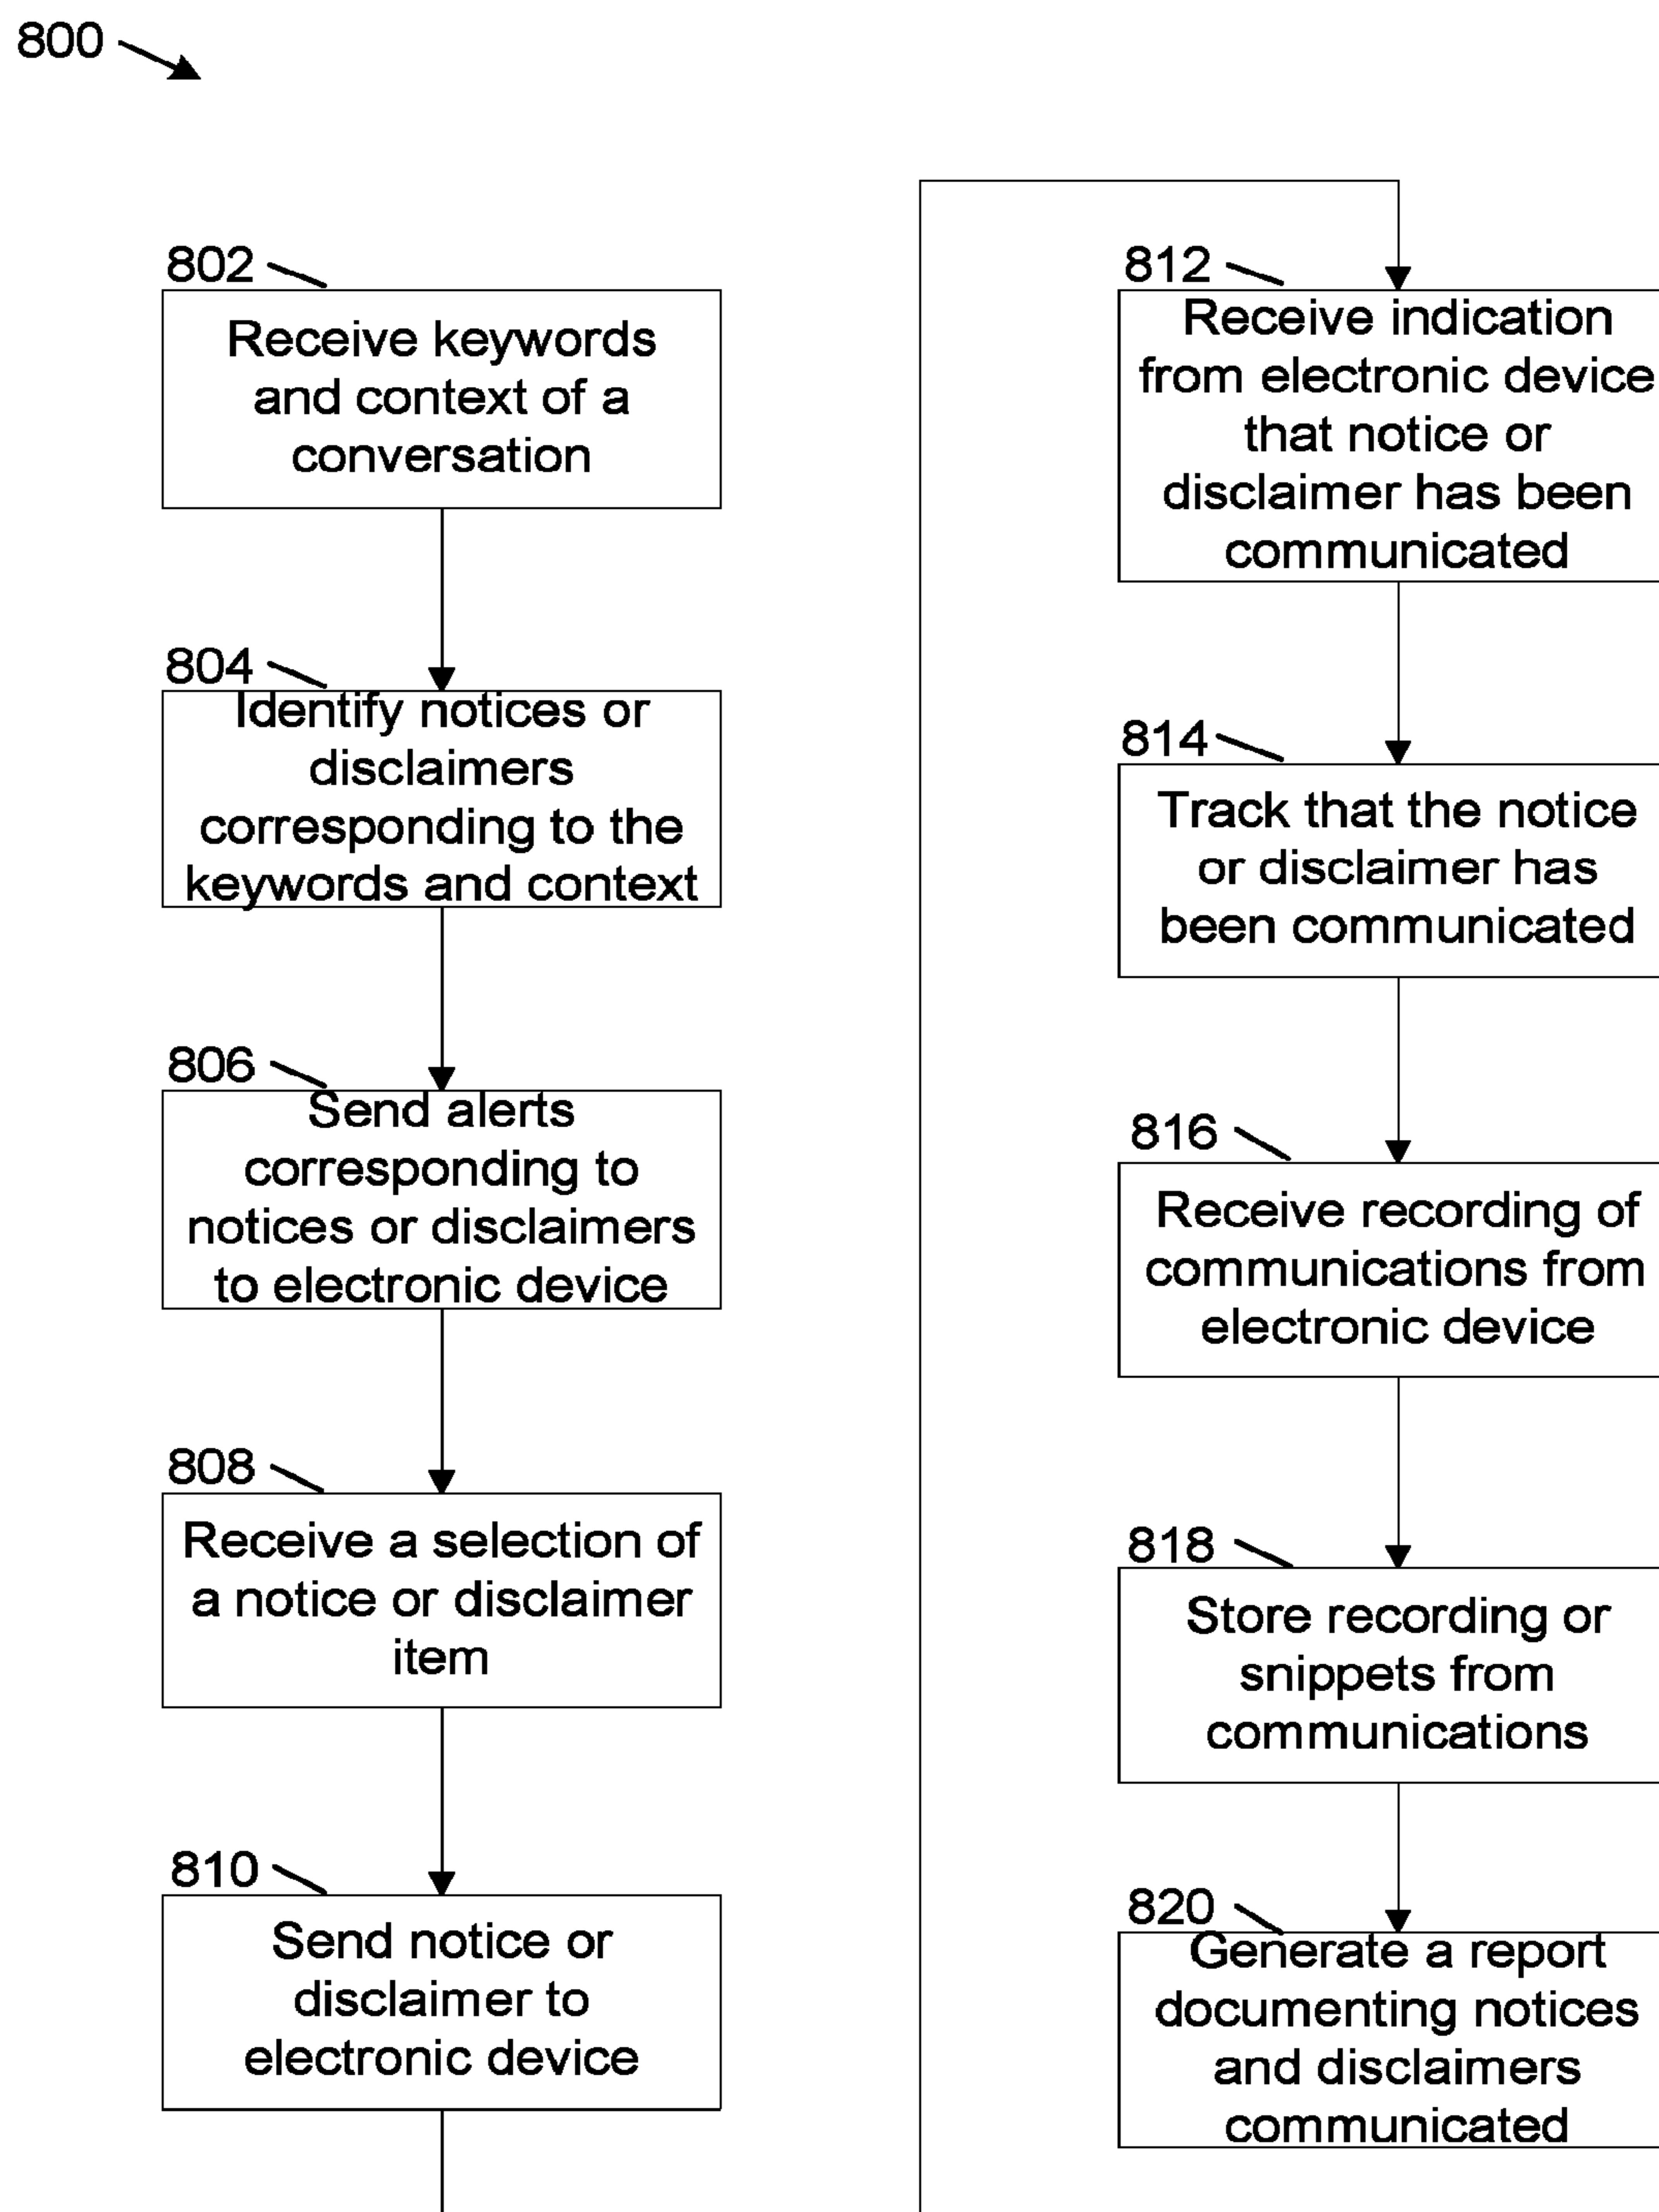 800
802
Receive keywords
and context of a
conversation
804
Identify notices or
disclaimers
corresponding to the
keywords and context
806
Send alerts
corresponding to
notices or disclaimers
to electronic device
808
Receive a selection of
a notice or disclaimer
item
810
Send notice or
disclaimer to
electronic device
812
Receive indication
from electronic device
that notice or
disclaimer has been
communicated
814
Track that the notice
or disclaimer has
been communicated
816
Receive recording of
communications from
electronic device
818
Store recording or
snippets from
communications
820
Generate a report
documenting notices
and disclaimers
communicated